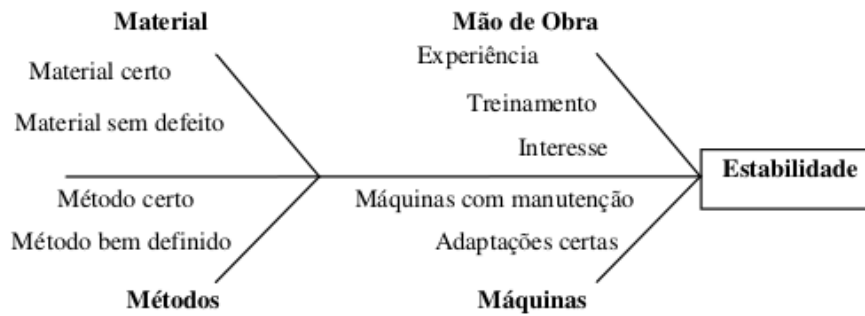 Material
Mão de Obra
Material certo
Material sem defeito
Experiência
Treinamento
Interesse
Estabilidade
Método certo
Método bem definido
Máquinas com manutenção
Adaptações certas
Métodos
Máquinas